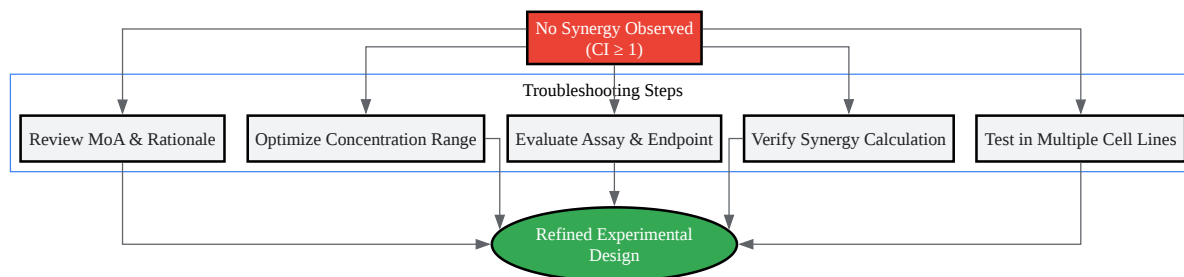 No Synergy Observed
(CI ≥ 1)
Troubleshooting Steps
Review MoA & Rationale
Optimize Concentration Range
Evaluate Assay & Endpoint
Verify Synergy Calculation
Test in Multiple Cell Lines
Refined Experimental
Design